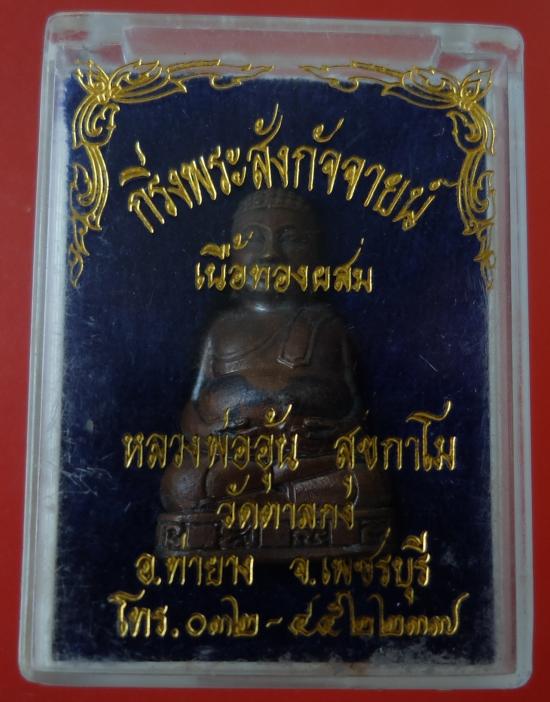 กริ่งพระสังกัจจายน์
เนื้อทองผสม
หลวงพ่ออุ้น สุขกาโม
วัดตาลกง
อ.ท่ายาง จ.เพชรบุรี
โทร.๐๓๒-๔๕๒๒๓๗